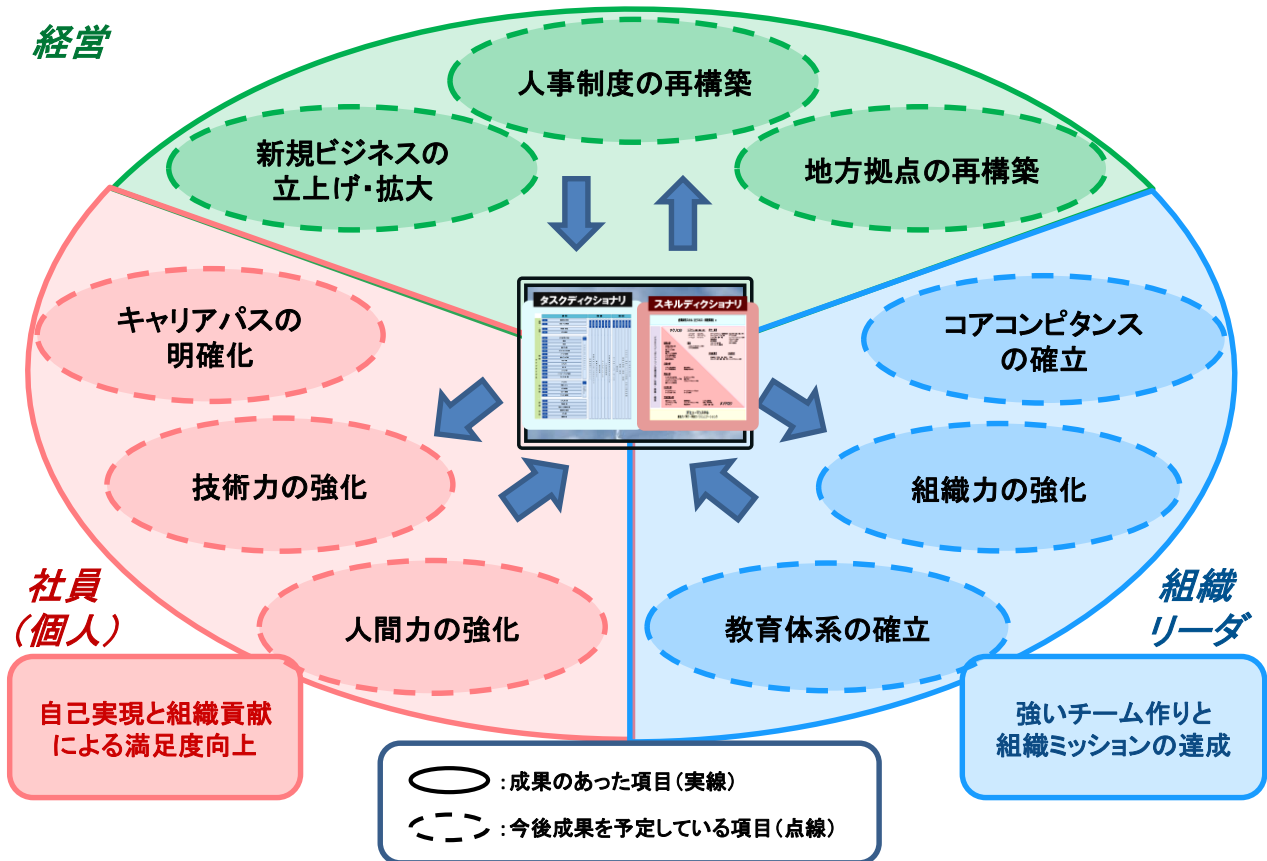 経営
人事制度の再構築
新規ビジネスの
立上げ・拡大
地方拠点の再構築
タスクディクショナリ
スキルディクショナリ
キャリアパスの
明確化
技術力の強化
人間力の強化
コアコンピタンス
の確立
組織力の強化
教育体系の確立
社員
（個人）
自己実現と組織貢献
による満足度向上
組織
リーダ
強いチーム作りと
組織ミッションの達成
：成果のあった項目（実線）
：今後成果を予定している項目（点線）